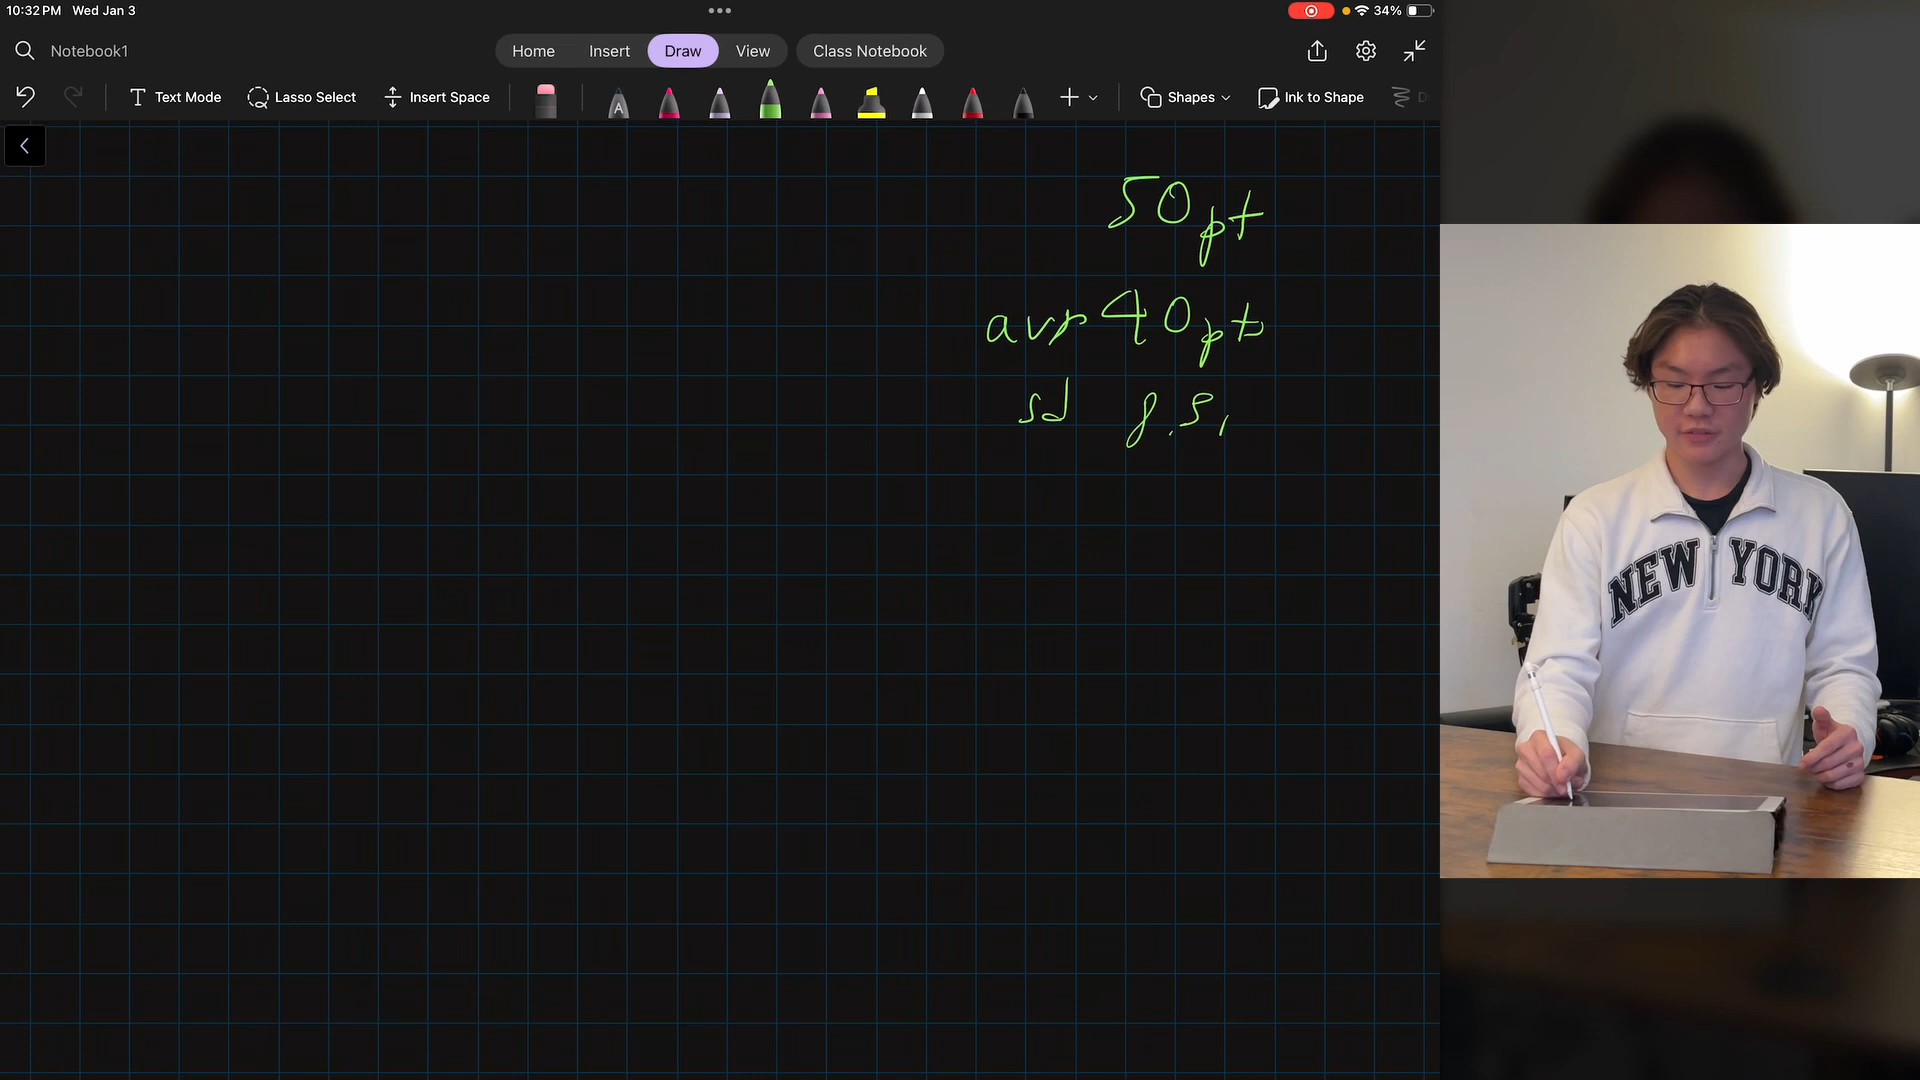 10:32 PM Wed Jan 3
34%
Notebook1
Home Insert Draw View Class Notebook
Text Mode Lasso Select Insert Space A Shapes Ink to Shape D
50pt
40pt
sd 8.5
NEW YORK